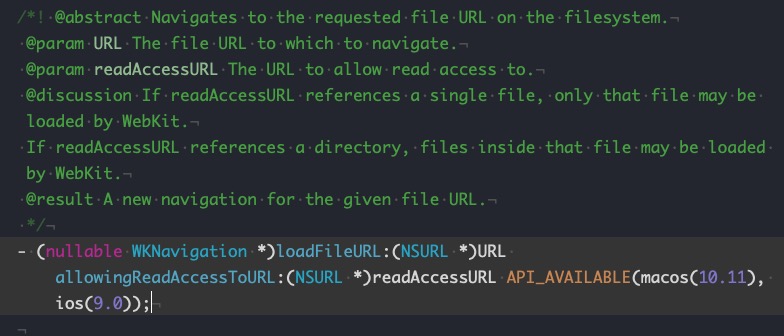 /*! @abstract Navigates to the requested file URL on the filesystem.
@param URL The file URL to which to navigate.
@param readAccessURL The URL to allow read access to.
@discussion If readAccessURL references a single file, only that file may be
loaded by WebKit.
If readAccessURL references a directory, files inside that file may be loaded
by WebKit.
@result A new navigation for the given file URL.
*/
- (nullable WKNavigation *)loadFileURL:(NSURL *)URL
allowingReadAccessToURL:(NSURL *)readAccessURL API_AVAILABLE(macos(10.11),
ios(9.0));